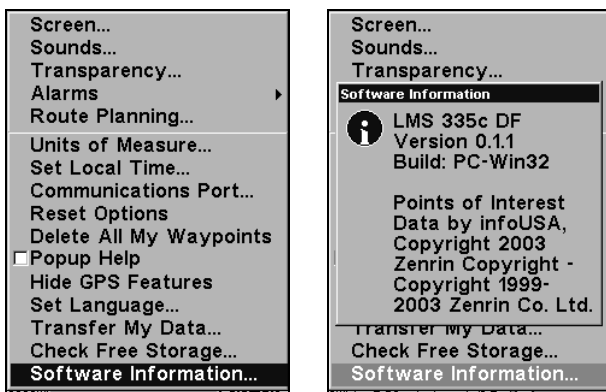 Screen...
Sounds...
Transparency...
Alarms
Route Planning...
Units of Measure...
Set Local Time...
Communications Port...
Reset Options
Delete All My Waypoints
Popup Help
Hide GPS Features
Set Language...
Transfer My Data...
Check Free Storage...
Software Information...
Screen...
Sounds...
Transparency...
Software Information
LMS 335c DF
Version 0.1.1
Build: PC-Win32
Points of Interest
Data by infoUSA,
Copyright 2003
Zenrin Copyright -
Copyright 1999-
2003 Zenrin Co. Ltd.
Transfer My Data...
Check Free Storage...
Software Information...